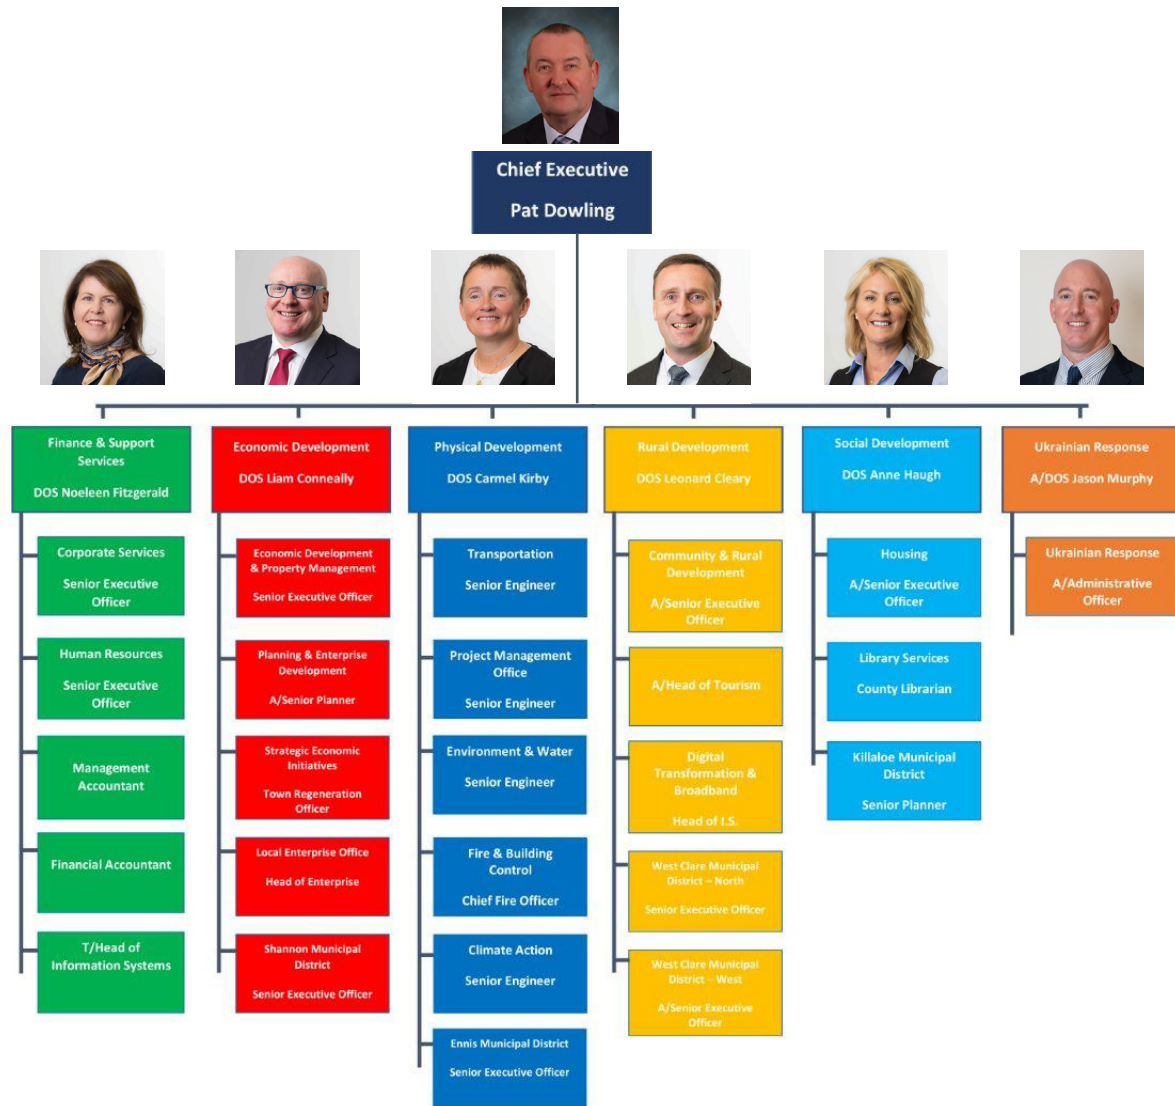 Chief Executive
Pat Dowling
Finance & Support
Services
DOS Noeleen Fitzgerald
Corporate Services
Senior Executive
Officer
Human Resources
Senior Executive
Officer
Management
Accountant
Financial Accountant
T/Head of
Information Systems
Economic Development
DOS Liam Conneally
Economic Development
& Property Management
Senior Executive Officer
Planning & Enterprise
Development
A/Senior Planner
Strategic Economic
Initiatives
Town Regeneration
Officer
Local Enterprise Office
Head of Enterprise
Shannon Municipal
District
Senior Executive Officer
Physical Development
DOS Carmel Kirby
Transportation
Senior Engineer
Project Management
Office
Senior Engineer
Environment & Water
Senior Engineer
Fire & Building
Control
Chief Fire Officer
Climate Action
Senior Engineer
Ennis Municipal District
Senior Executive Officer
Rural Development
DOS Leonard Cleary
Community & Rural
Development
A/Senior Executive
Officer
A/Head of Tourism
Digital
Transformation &
Broadband
Head of I.S.
West Clare Municipal
District – North
Senior Executive Officer
West Clare Municipal
District – West
A/Senior Executive
Officer
Social Development
DOS Anne Haugh
Housing
A/Senior Executive
Officer
Library Services
County Librarian
Killaloe Municipal
District
Senior Planner
Ukrainian Response
A/DOS Jason Murphy
Ukrainian Response
A/Administrative
Officer